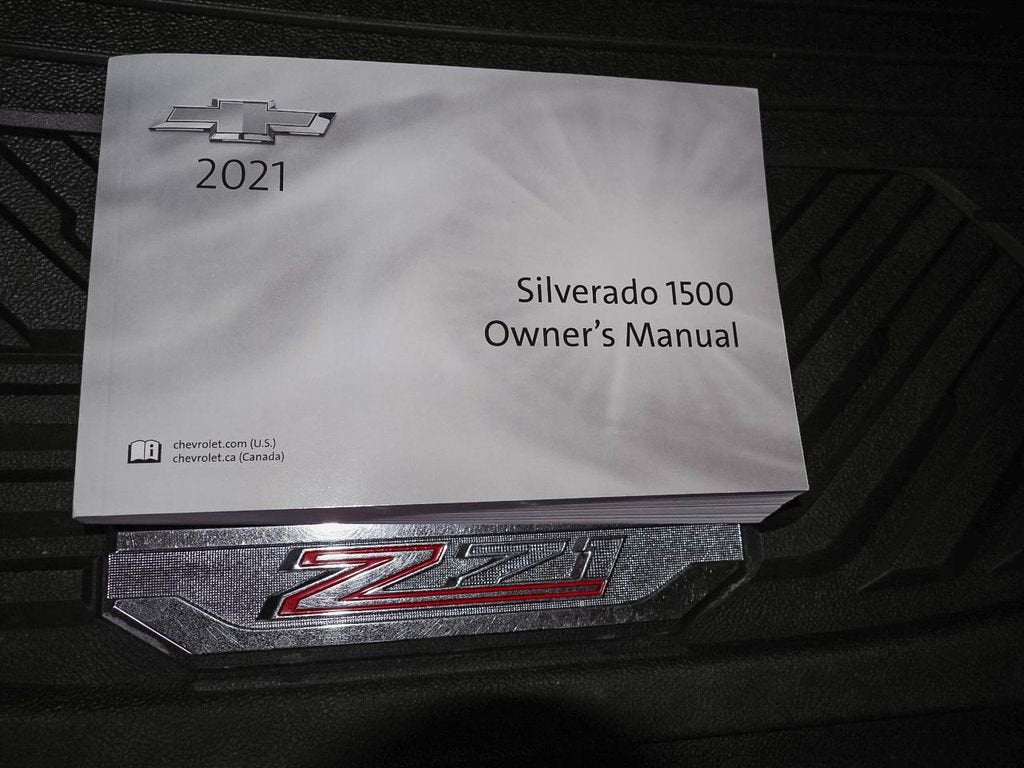 2021
Silverado 1500
Owner's Manual
chevrolet.com (U.S.)
chevrolet.ca (Canada)
Z71